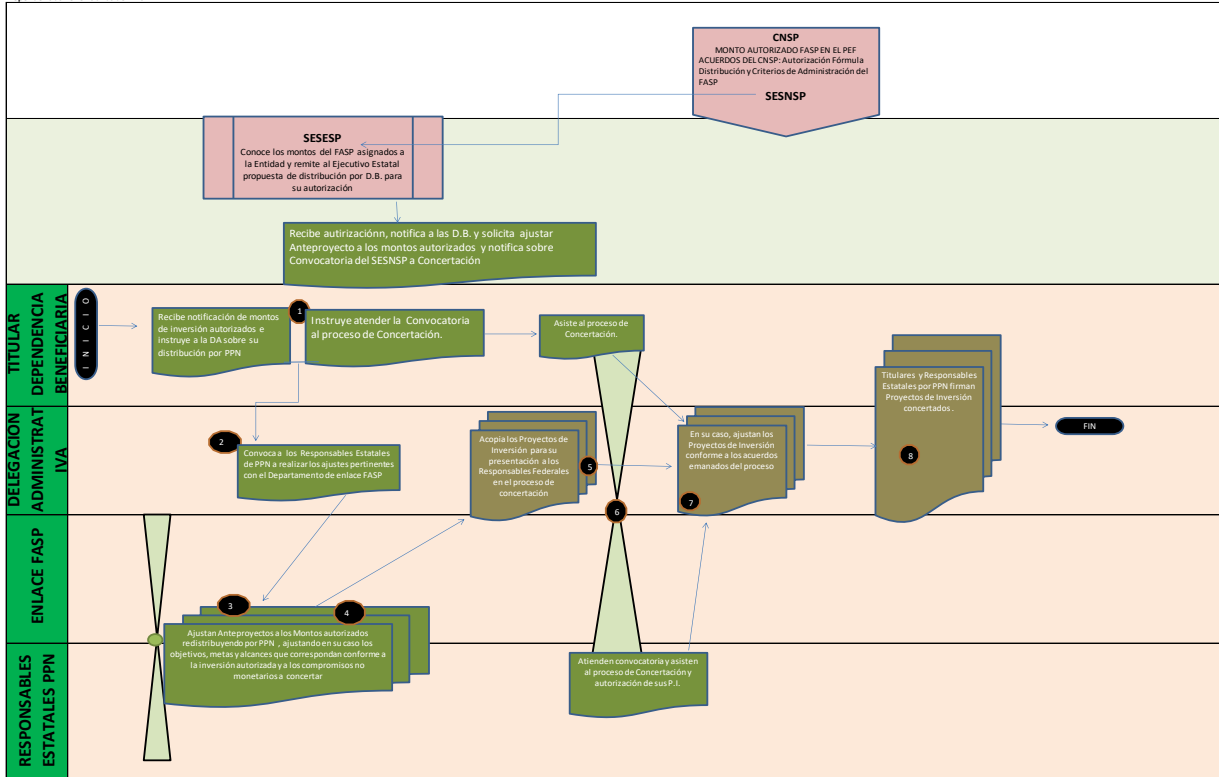 CNSP
MONTO AUTORIZADO FASP EN EL PEF
ACUERDOS DEL CNSP: Autorización Fórmula
Distribución y Criterios de Administración del
FASP
SESNSP
SESESP
Conoce los montos del FASP asignados a
la Entidad y remite al Ejecutivo Estatal
propuesta de distribución por D.B. para
su autorización
Recibe autirizaciónn, notifica a las D.B. y solicita ajustar
Anteproyecto a los montos autorizados y notifica sobre
Convocatoria del SESNSP a Concertación
TITULAR
DEPENDENCIA
BENEFICIARIA
INICIO
Recibe notificación de montos
de inversión autorizados e
instruye a la DA sobre su
distribución por PPN
1
Instruye atender la Convocatoria
al proceso de Concertación.
Asiste al proceso de
Concertación.
Titulares y Responsables
Estatales por PPN firman
Proyectos de Inversión
concertados .
8
FIN
DELEGACION
ADMINISTRAT
IVA
2
Convoca a los Responsables Estatales
de PPN a realizar los ajustes pertinentes
con el Departamento de enlace FASP
Acopia los Proyectos de
Inversión para su
presentación a los
Responsables Federales
en el proceso de
concertación
5
6
En su caso, ajustan los
Proyectos de Inversión
conforme a los acuerdos
emanados del proceso
7
ENLACE FASP
3
4
Ajustan Anteproyectos a los Montos autorizados
redistribuyendo por PPN , ajustando en su caso los
objetivos, metas y alcances que correspondan conforme a
la inversión autorizada y a los compromisos no
monetarios a concertar
RESPONSABLES
ESTATALES PPN
Atienden convocatoria y asisten
al proceso de Concertación y
autorización de sus P.I.